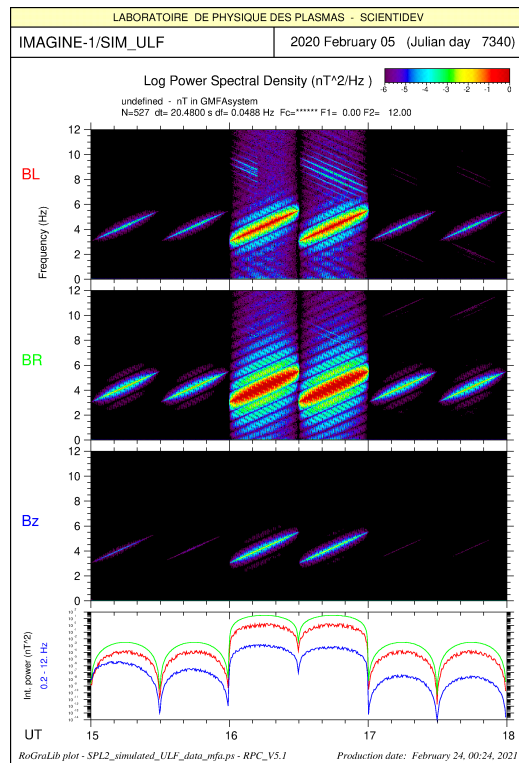 LABORATOIRE DE PHYSIQUE DES PLASMAS - SCIENTIDEV
IMAGINE-1/SIM_ULF
2020 February 05 (Julian day 7340)
Log Power Spectral Density (nT^2/Hz )
-6 -5 -4 -3 -2 -1 0
undefined - nT in GMFAsystem
N=527 dt= 20.4800 s df= 0.0488 Hz Fc=****** F1= 0.00 F2= 12.00
BL
Frequency (Hz)
12
10
8
6
4
2
0
BR
12
10
8
6
4
2
0
Bz
12
10
8
6
4
2
0
Int. power (nT^2)
0.2 - 12. Hz
UT
15 16 17 18
RoGraLib plot - SPL2_simulated_ULF_data_mfa.ps - RPC_V5.1
Production date: February 24, 00:24, 2021